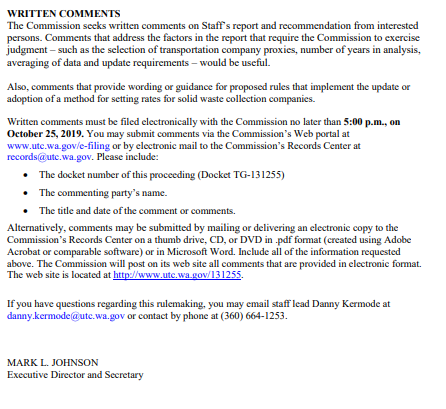 WRITTEN COMMENTS
The Commission seeks written comments on Staff's report and recommendation from interested
persons. Comments that address the factors in the report that require the Commission to exercise
judgment – such as the selection of transportation company proxies, number of years in analysis,
averaging of data and update requirements – would be useful.
Also, comments that provide wording or guidance for proposed rules that implement the update or
adoption of a method for setting rates for solid waste collection companies.
Written comments must be filed electronically with the Commission no later than 5:00 p.m., on
October 25, 2019. You may submit comments via the Commission's Web portal at
www.utc.wa.gov/e-filing or by electronic mail to the Commission's Records Center at
records@utc.wa.gov. Please include:
• The docket number of this proceeding (Docket TG-131255)
• The commenting party's name.
• The title and date of the comment or comments.
Alternatively, comments may be submitted by mailing or delivering an electronic copy to the
Commission's Records Center on a thumb drive, CD, or DVD in .pdf format (created using Adobe
Acrobat or comparable software) or in Microsoft Word. Include all of the information requested
above. The Commission will post on its web site all comments that are provided in electronic format.
The web site is located at http://www.utc.wa.gov/131255.
If you have questions regarding this rulemaking, you may email staff lead Danny Kermode at
danny.kermode@utc.wa.gov or contact by phone at (360) 664-1253.
MARK L. JOHNSON
Executive Director and Secretary